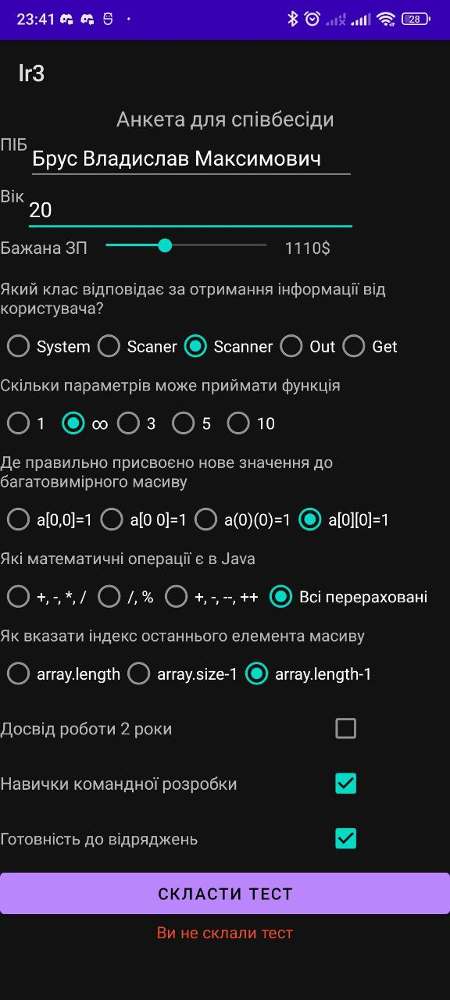 23:41
28
lr3
Анкета для співбесіди
ПІБ
Брус Владислав Максимович
Вік
20
Бажана ЗП 1110$
Який клас відповідає за отримання інформації від
користувача?
System Scaner Scanner Out Get
Скільки параметрів може приймати функція
1 ∞ 3 5 10
Де правильно присвоєно нове значення до
багатовимірного масиву
a[0,0]=1 a[0 0]=1 a(0)(0)=1 a[0][0]=1
Які математичні операції є в Java
+, -, *, / /, % +, -, --, ++ Всі перераховані
Як вказати індекс останнього елемента масиву
array.length array.size-1 array.length-1
Досвід роботи 2 роки
Навички командної розробки
Готовність до відряджень
СКЛАСТИ ТЕСТ
Ви не склали тест